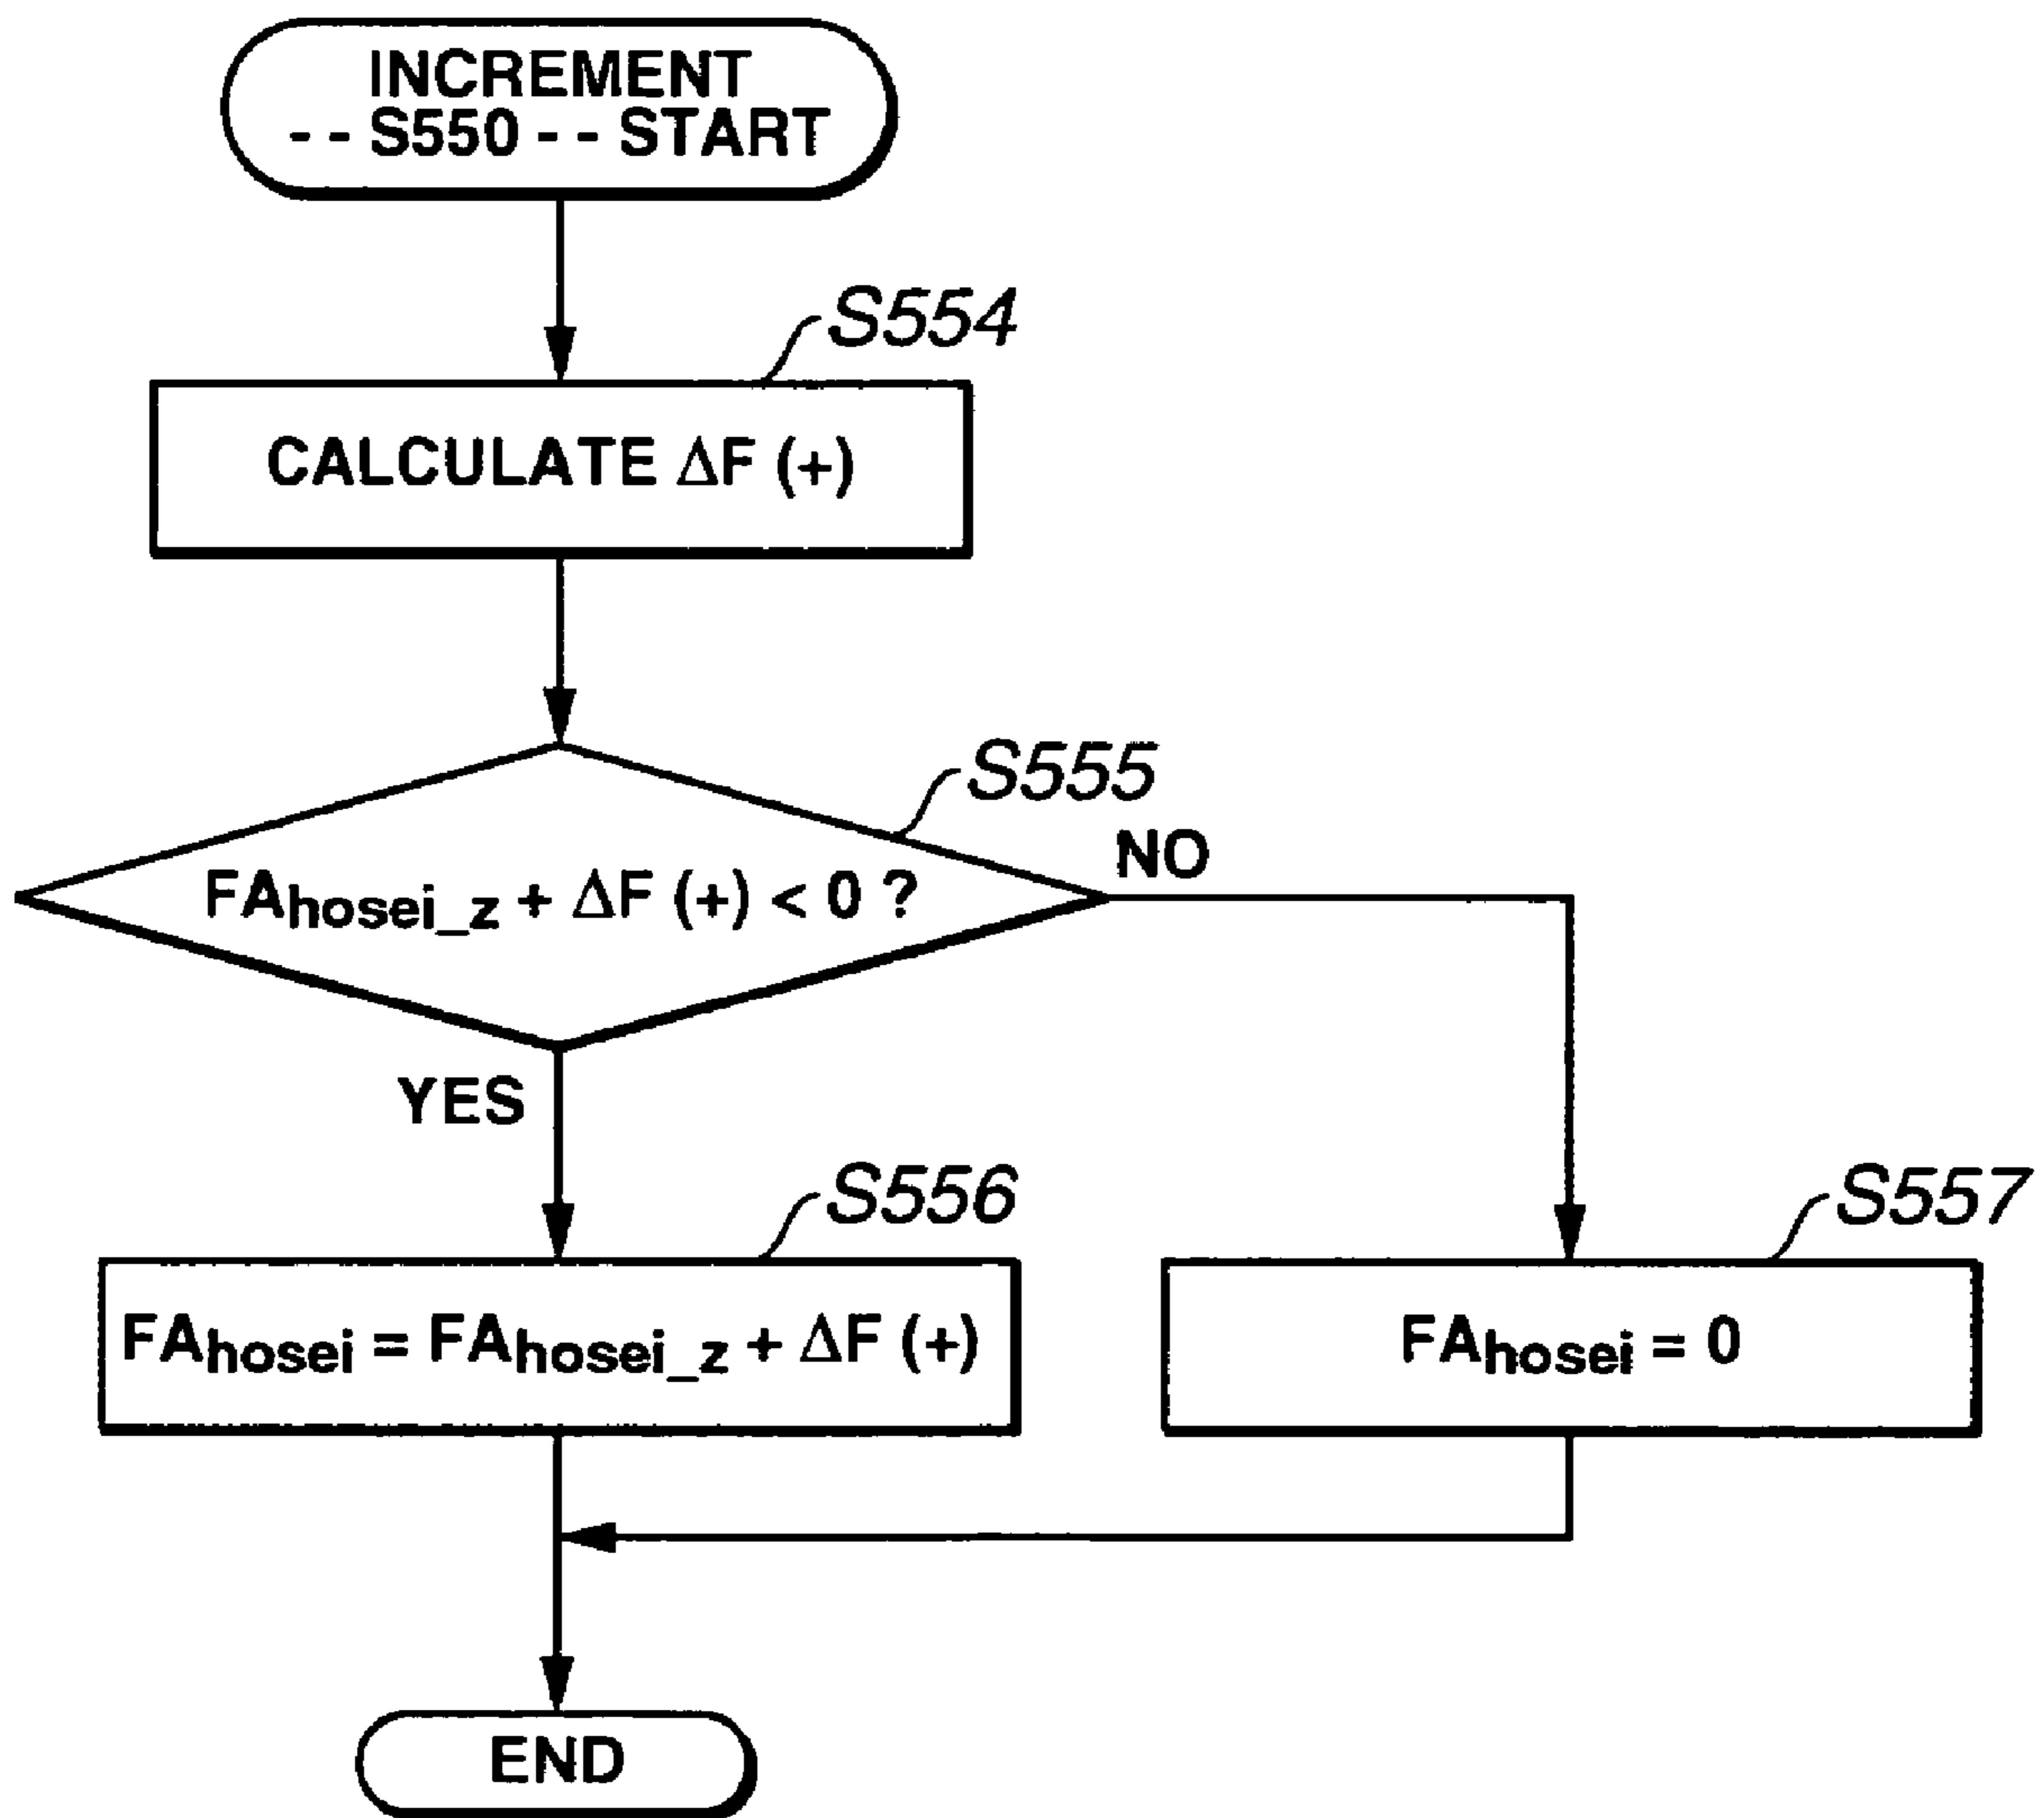 INCREMENT
- - S550 - - START
S554
CALCULATE ΔF (+)
S555
NO
FAhosei_z + ΔF (+) < 0 ?
YES
S556
S557
FAhosei = FAhosei_z + ΔF (+)
FAhosei = 0
END